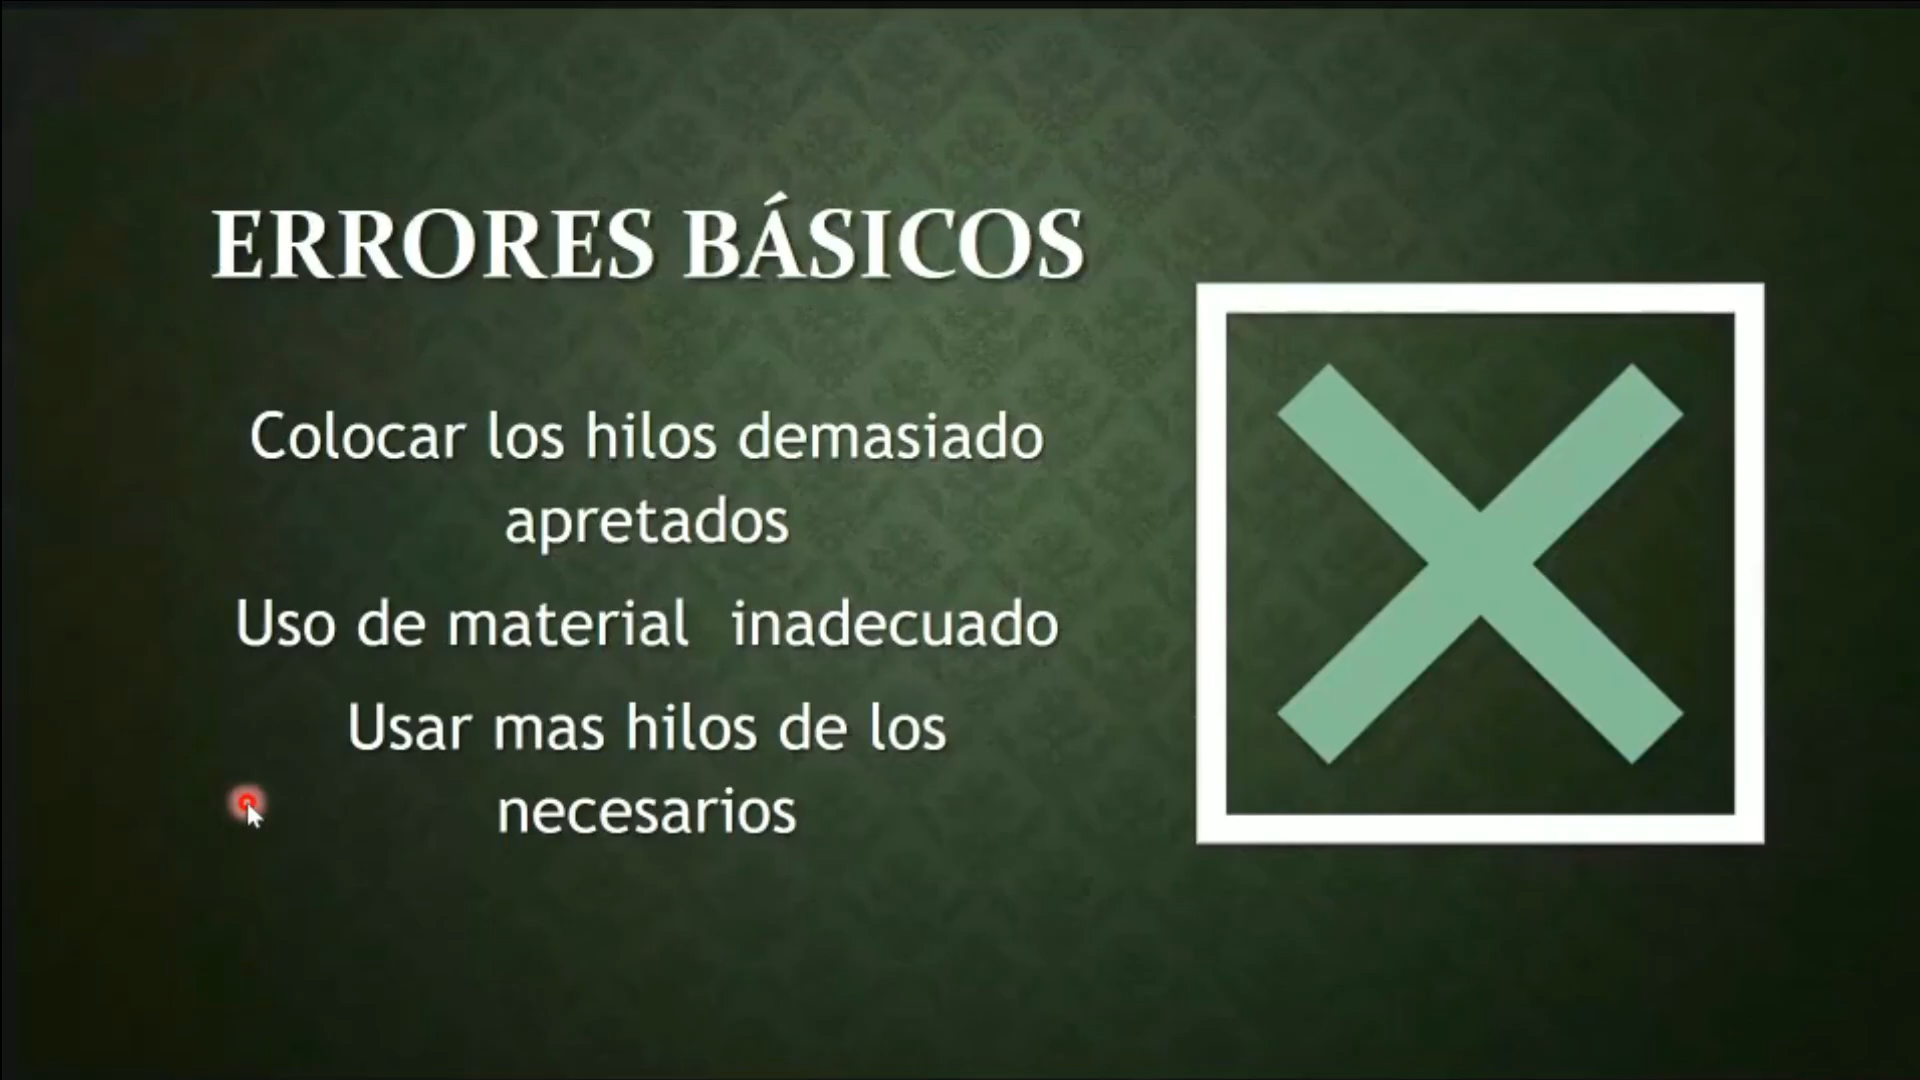 ERRORES BÁSICOS
Colocar los hilos demasiado
apretados
Uso de material  inadecuado
Usar mas hilos de los
necesarios